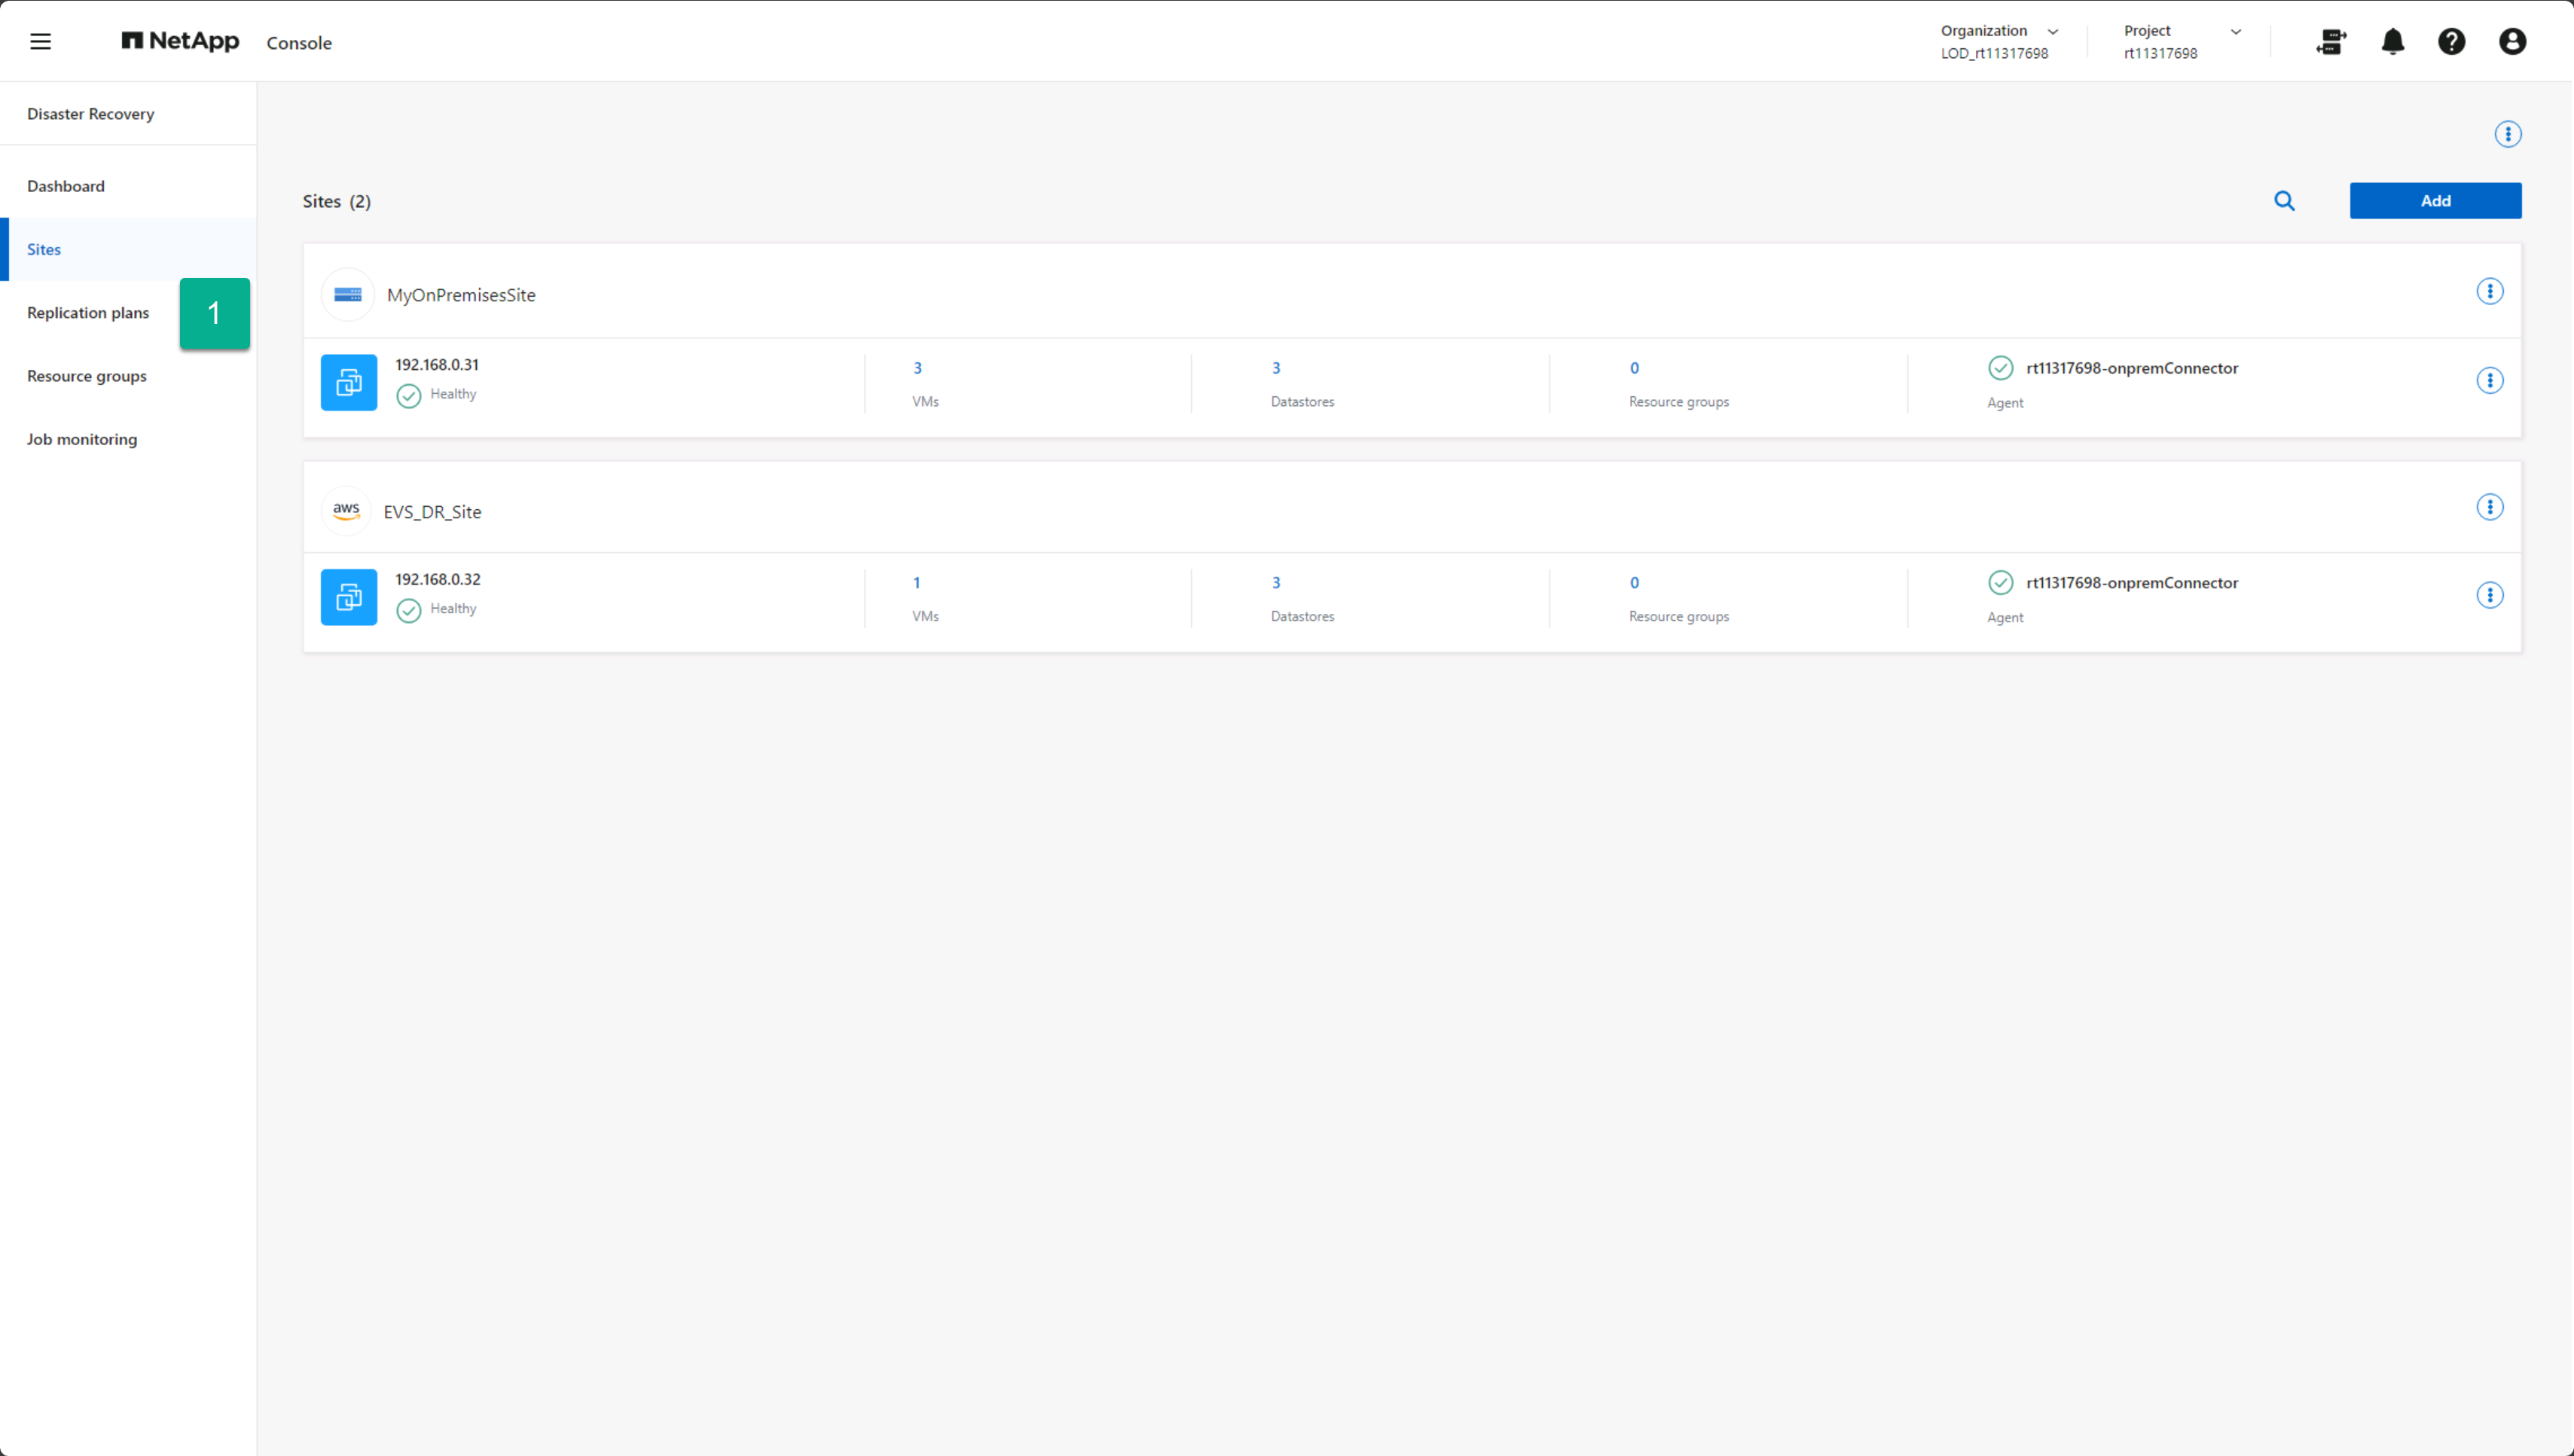 NetApp Console
Organization
LOD_rt11317698
Project
rt11317698
Disaster Recovery
Dashboard
Sites
Replication plans
1
Resource groups
Job monitoring
Sites (2)
Add
MyOnPremisesSite
192.168.0.31
Healthy
3
VMs
3
Datastores
0
Resource groups
rt11317698-onpremConnector
Agent
aws
EVS_DR_Site
192.168.0.32
Healthy
1
VMs
3
Datastores
0
Resource groups
rt11317698-onpremConnector
Agent